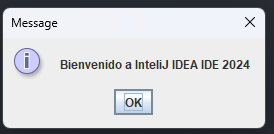 Message
Bienvenido a InteliJ IDEA IDE 2024
OK